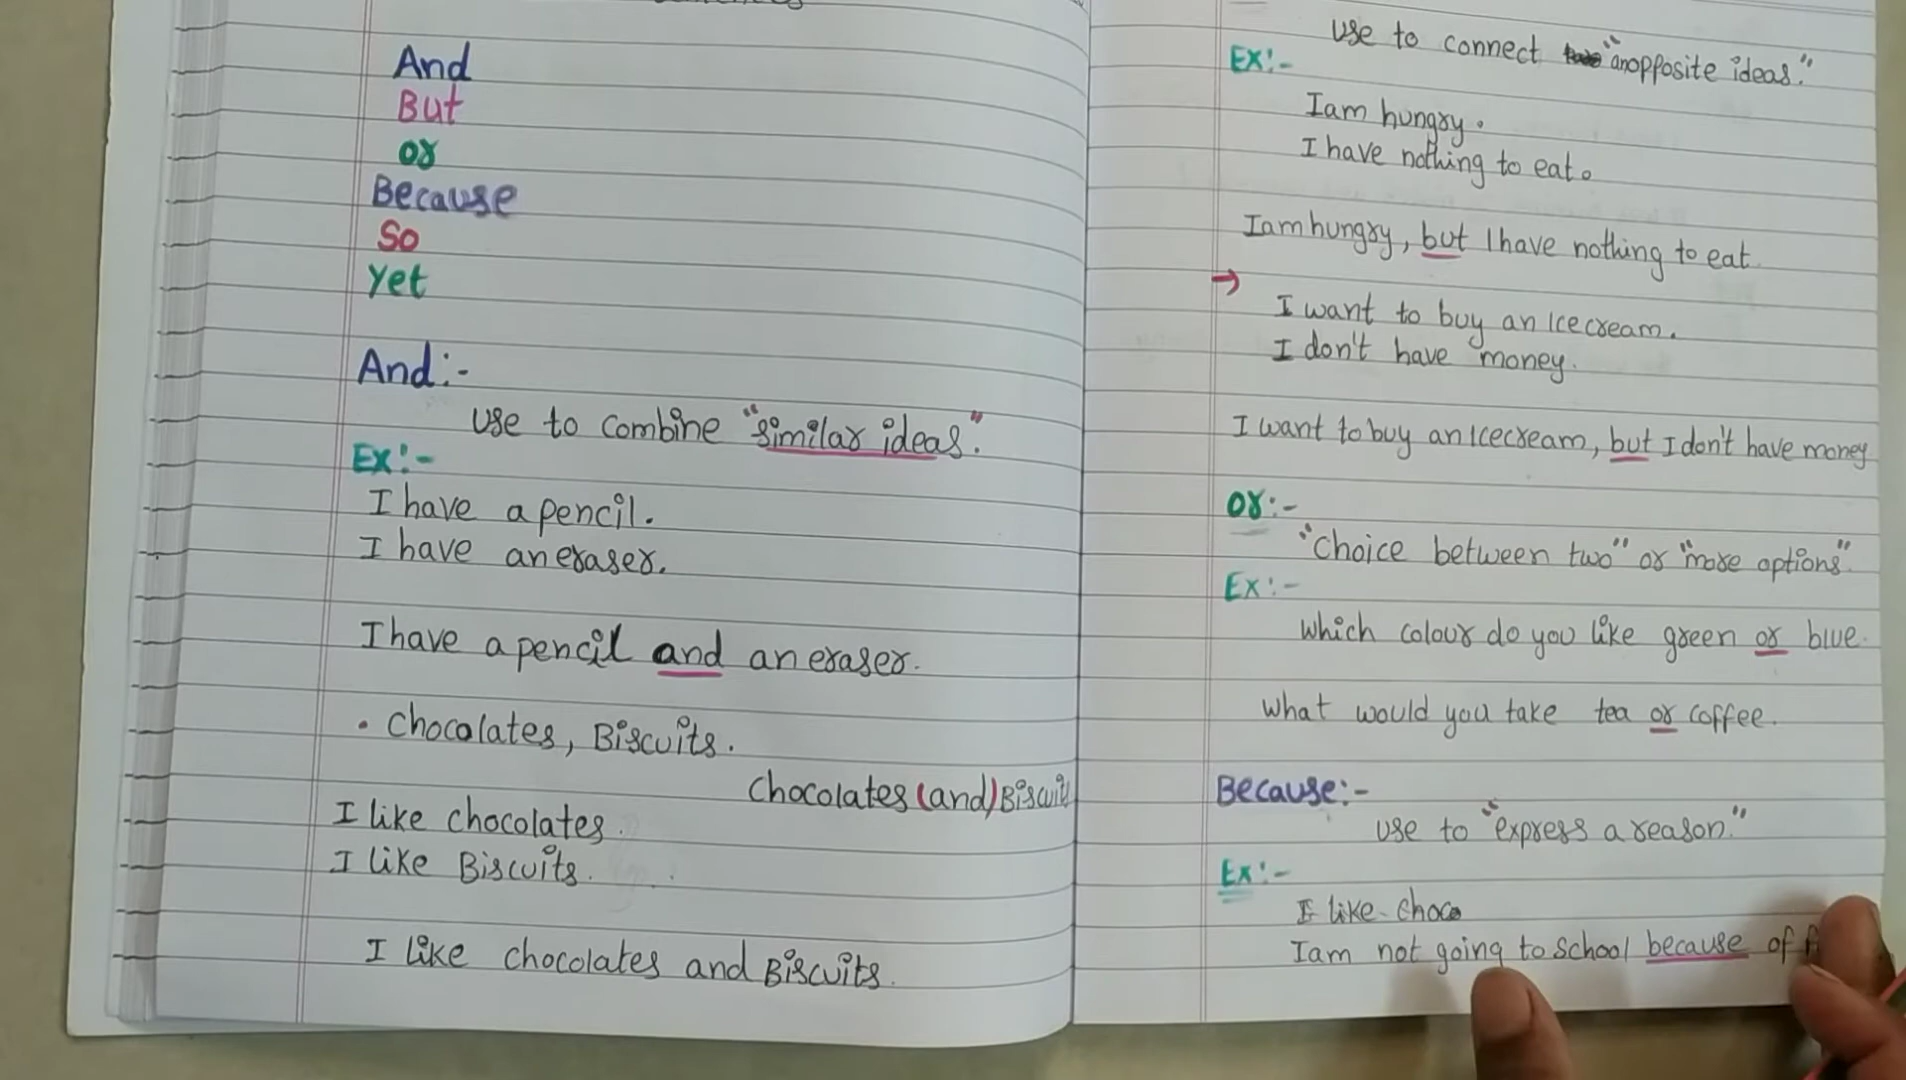 And
But
or
Because
So
Yet
And:-
use to combine "similar ideas".
Ex:-
I have a pencil.
I have an eraser.
I have a pencil and an eraser.
• Chocolates, Biscuits.
Chocolates (and) Biscuit
I like chocolates.
I like Biscuits.
I like chocolates and Biscuits.
use to connect "an opposite ideas."
Ex:-
I am hungry.
I have nothing to eat.
I am hungry, but I have nothing to eat
→
I want to buy an Icecream.
I don't have money.
I want to buy an Icecream, but I don't have money
or:-
"Choice between two" or "more options".
Ex:-
Which colour do you like green or blue.
What would you take tea or coffee.
Because:-
use to "express a reason."
Ex:-
I like choco
I am not going to school because of